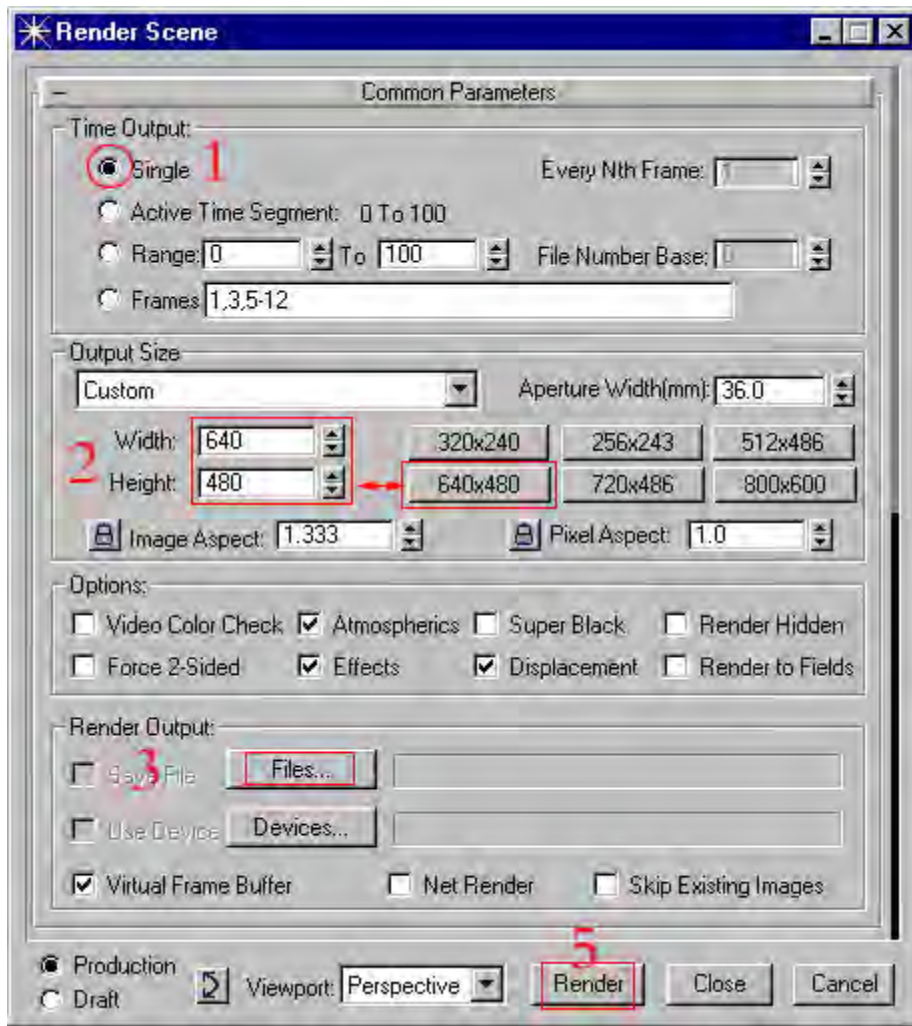 Render Scene
Common Parameters
Time Output:
Single 1 Every Nth Frame: 1
Active Time Segment: 0 To 100
Range: 0 To 100 File Number Base: 0
Frames 1,3,5-12
Output Size
Custom Aperture Width(mm): 36.0
2
Width: 640 320x240 256x243 512x486
Height: 480 640x480 720x486 800x600
Image Aspect: 1.333 Pixel Aspect: 1.0
Options:
Video Color Check Atmospherics Super Black Render Hidden
Force 2-Sided Effects Displacement Render to Fields
Render Output:
3
Save File Files...
Use Device Devices...
Virtual Frame Buffer Net Render Skip Existing Images
5
Production
Draft
Viewport: Perspective Render Close Cancel